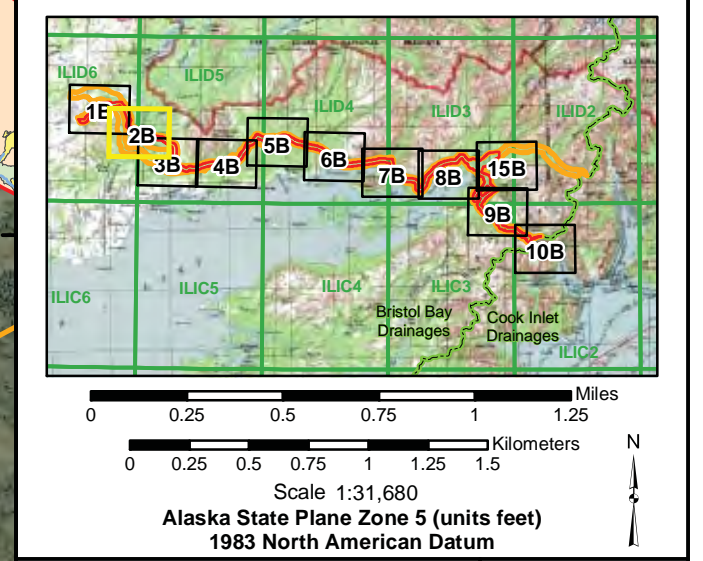 ILID6
ILID5
ILID4
ILID3
ILID2
1B
2B
3B
4B
5B
6B
7B
8B
15B
9B
10B
ILIC6
ILIC5
ILIC4
ILIC3
ILIC2
Bristol Bay
Drainages
Cook Inlet
Drainages
Miles
0 0.25 0.5 0.75 1 1.25
Kilometers
0 0.25 0.5 0.75 1 1.25 1.5
N
Scale 1:31,680
Alaska State Plane Zone 5 (units feet)
1983 North American Datum